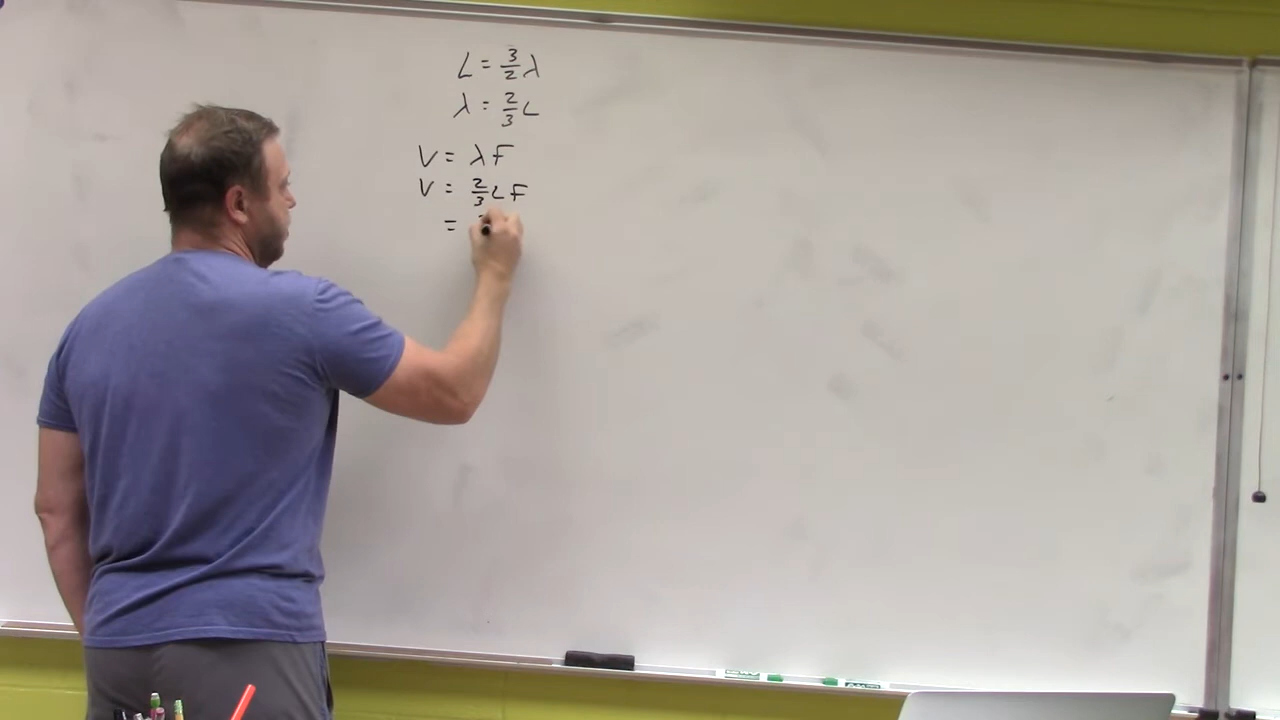 L = 3/2 λ
λ = 2/3 L
V = λF
V = 2/3 LF
=